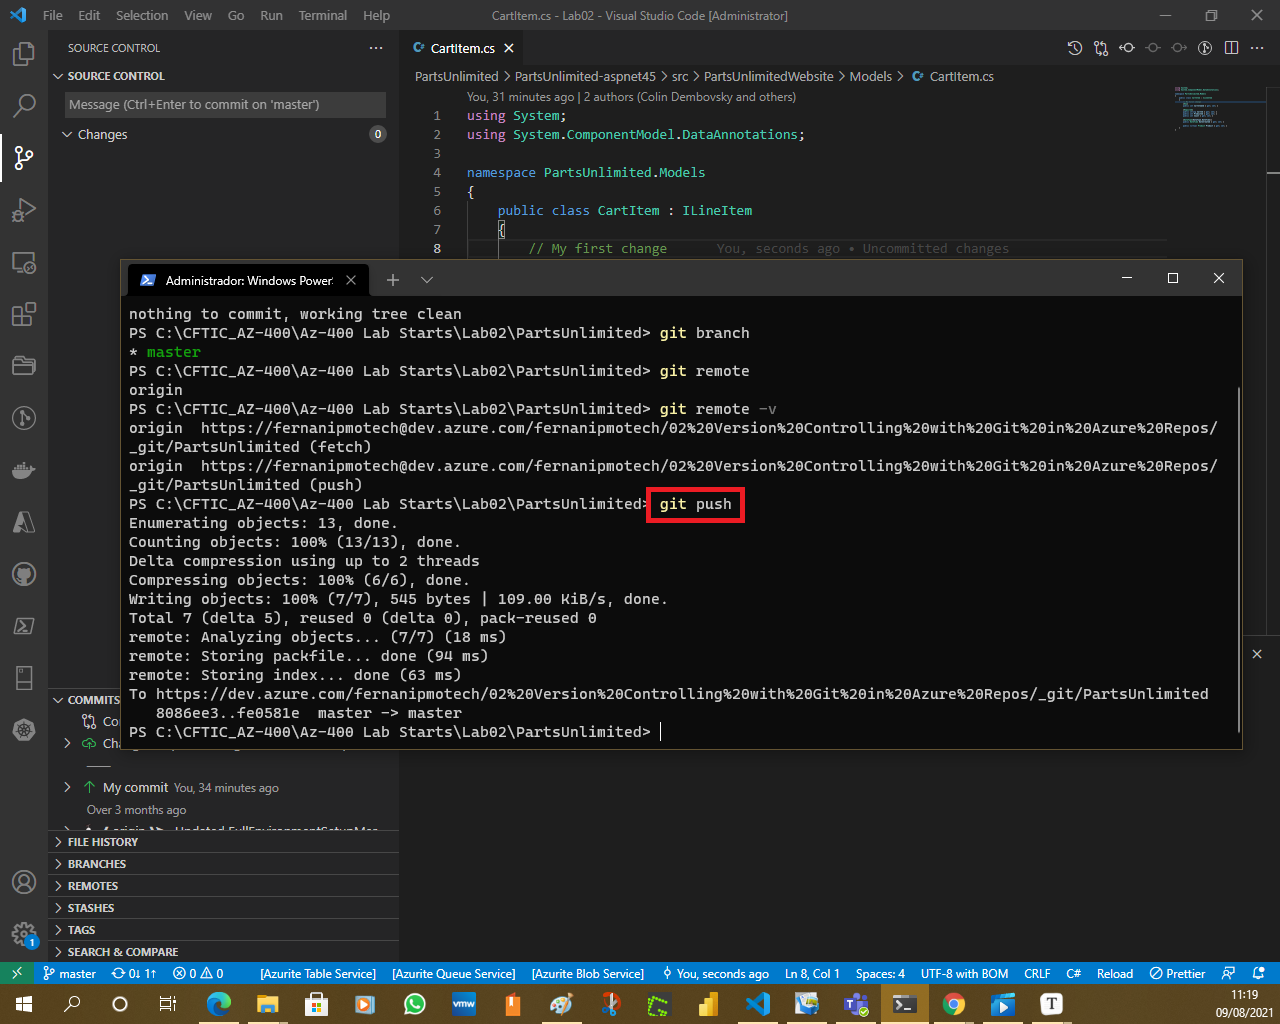 File Edit Selection View Go Run Terminal Help
CartItem.cs - Lab02 - Visual Studio Code [Administrator]
SOURCE CONTROL
SOURCE CONTROL
Message (Ctrl+Enter to commit on 'master')
Changes
0
CartItem.cs
PartsUnlimited > PartsUnlimited-aspnet45 > src > PartsUnlimitedWebsite > Models > CartItem.cs
You, 31 minutes ago | 2 authors (Colin Dembovsky and others)
1 using System;
2 using System.ComponentModel.DataAnnotations;
3
4 namespace PartsUnlimited.Models
5 {
6 public class CartItem : ILineItem
7 {
8 // My first change You, seconds ago • Uncommitted changes
Administrador: Windows Power
nothing to commit, working tree clean
PS C:\CFTIC_AZ-400\Az-400 Lab Starts\Lab02\PartsUnlimited> git branch
* master
PS C:\CFTIC_AZ-400\Az-400 Lab Starts\Lab02\PartsUnlimited> git remote
origin
PS C:\CFTIC_AZ-400\Az-400 Lab Starts\Lab02\PartsUnlimited> git remote -v
origin https://fernanipmotech@dev.azure.com/fernanipmotech/02%20Version%20Controlling%20with%20Git%20in%20Azure%20Repos/
_git/PartsUnlimited (fetch)
origin https://fernanipmotech@dev.azure.com/fernanipmotech/02%20Version%20Controlling%20with%20Git%20in%20Azure%20Repos/
_git/PartsUnlimited (push)
PS C:\CFTIC_AZ-400\Az-400 Lab Starts\Lab02\PartsUnlimited> git push
Enumerating objects: 13, done.
Counting objects: 100% (13/13), done.
Delta compression using up to 2 threads
Compressing objects: 100% (6/6), done.
Writing objects: 100% (7/7), 545 bytes | 109.00 KiB/s, done.
Total 7 (delta 5), reused 0 (delta 0), pack-reused 0
remote: Analyzing objects... (7/7) (18 ms)
remote: Storing packfile... done (94 ms)
remote: Storing index... done (63 ms)
To https://dev.azure.com/fernanipmotech/02%20Version%20Controlling%20with%20Git%20in%20Azure%20Repos/_git/PartsUnlimited
8086ee3..fe0581e master -> master
PS C:\CFTIC_AZ-400\Az-400 Lab Starts\Lab02\PartsUnlimited>
COMMITS
Co
Cha
My commit You, 34 minutes ago
Over 3 months ago
FILE HISTORY
BRANCHES
REMOTES
STASHES
TAGS
SEARCH & COMPARE
1
master 0↓ 1↑ 0 0 [Azurite Table Service] [Azurite Queue Service] [Azurite Blob Service] You, seconds ago Ln 8, Col 1 Spaces: 4 UTF-8 with BOM CRLF C# Reload Prettier
vmw
T
11:19
09/08/2021